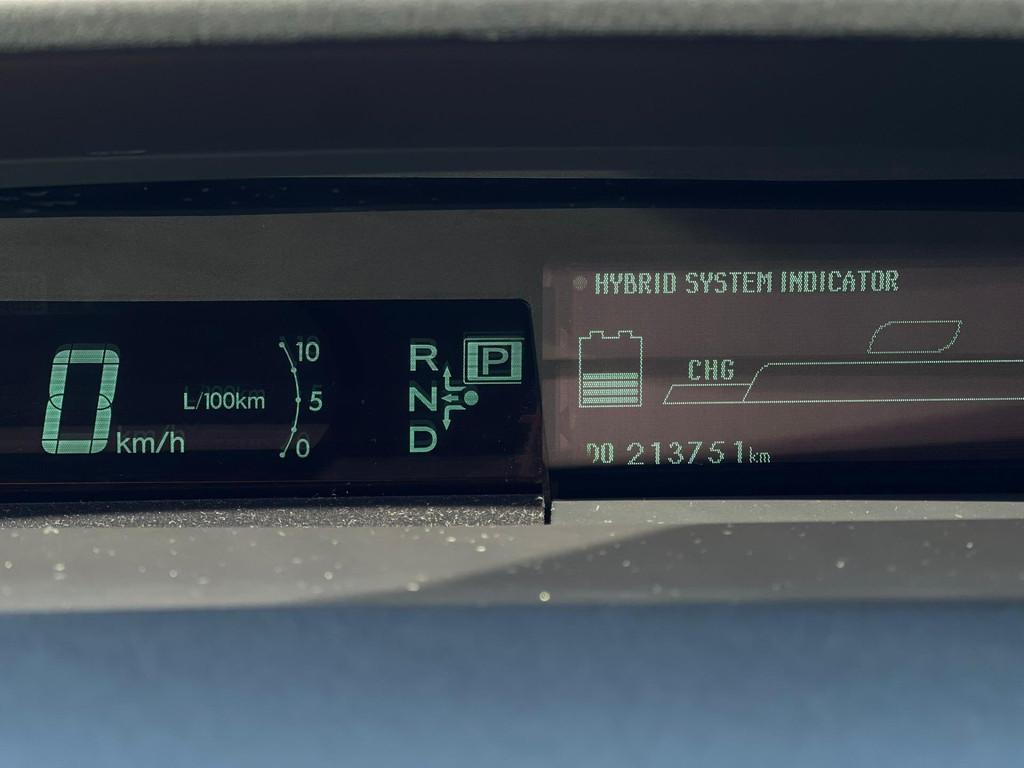 HYBRID SYSTEM INDICATOR
0 km/h
L/100km
10
5
0
R
N
D
P
CHG
213751km